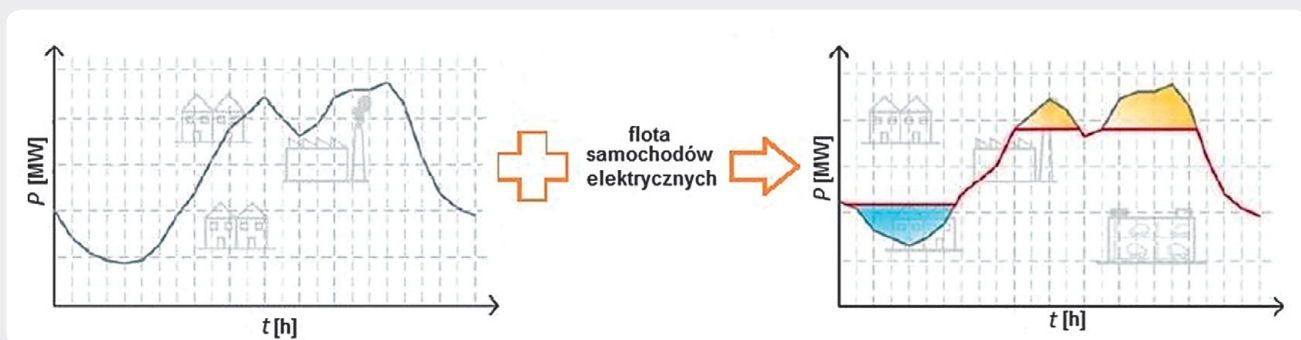 P [MW]
t [h]
flota
samochodów
elektrycznych
P [MW]
t [h]